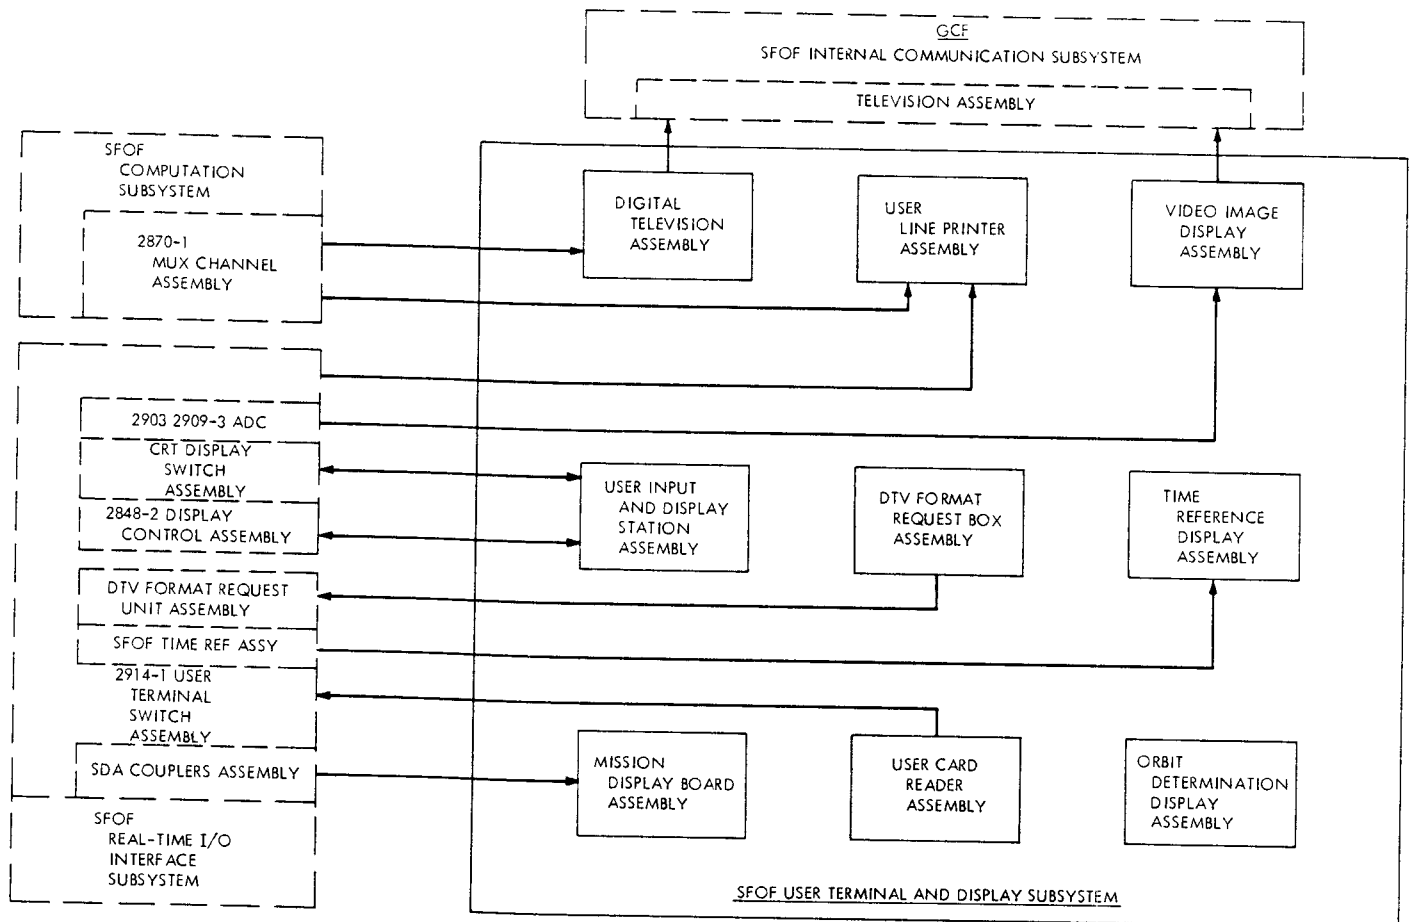 GCF
SFOF INTERNAL COMMUNICATION SUBSYSTEM
TELEVISION ASSEMBLY
SFOF
COMPUTATION
SUBSYSTEM
2870-1
MUX CHANNEL
ASSEMBLY
DIGITAL
TELEVISION
ASSEMBLY
USER
LINE PRINTER
ASSEMBLY
VIDEO IMAGE
DISPLAY
ASSEMBLY
2903 2909-3 ADC
CRT DISPLAY
SWITCH
ASSEMBLY
2848-2 DISPLAY
CONTROL ASSEMBLY
USER INPUT
AND DISPLAY
STATION
ASSEMBLY
DTV FORMAT
REQUEST BOX
ASSEMBLY
TIME
REFERENCE
DISPLAY
ASSEMBLY
DTV FORMAT REQUEST
UNIT ASSEMBLY
SFOF TIME REF ASSY
2914-1 USER
TERMINAL
SWITCH
ASSEMBLY
SDA COUPLERS ASSEMBLY
MISSION
DISPLAY BOARD
ASSEMBLY
USER CARD
READER
ASSEMBLY
ORBIT
DETERMINATION
DISPLAY
ASSEMBLY
SFOF
REAL-TIME I/O
INTERFACE
SUBSYSTEM
SFOF USER TERMINAL AND DISPLAY SUBSYSTEM